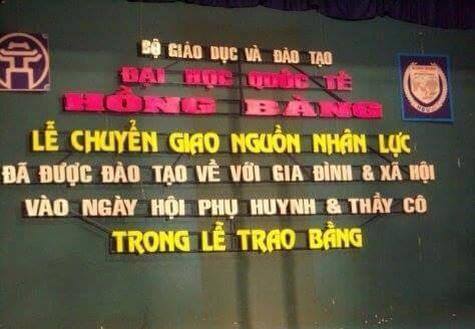 BỘ GIÁO DỤC VÀ ĐÀO TẠO
ĐẠI HỌC QUỐC TẾ
HỒNG BÀNG
LỄ CHUYỂN GIAO NGUỒN NHÂN LỰC
ĐÃ ĐƯỢC ĐÀO TẠO VỀ VỚI GIA ĐÌNH & XÃ HỘI
VÀO NGÀY HỘI PHỤ HUYNH & THẦY CÔ
TRONG LỄ TRAO BẰNG